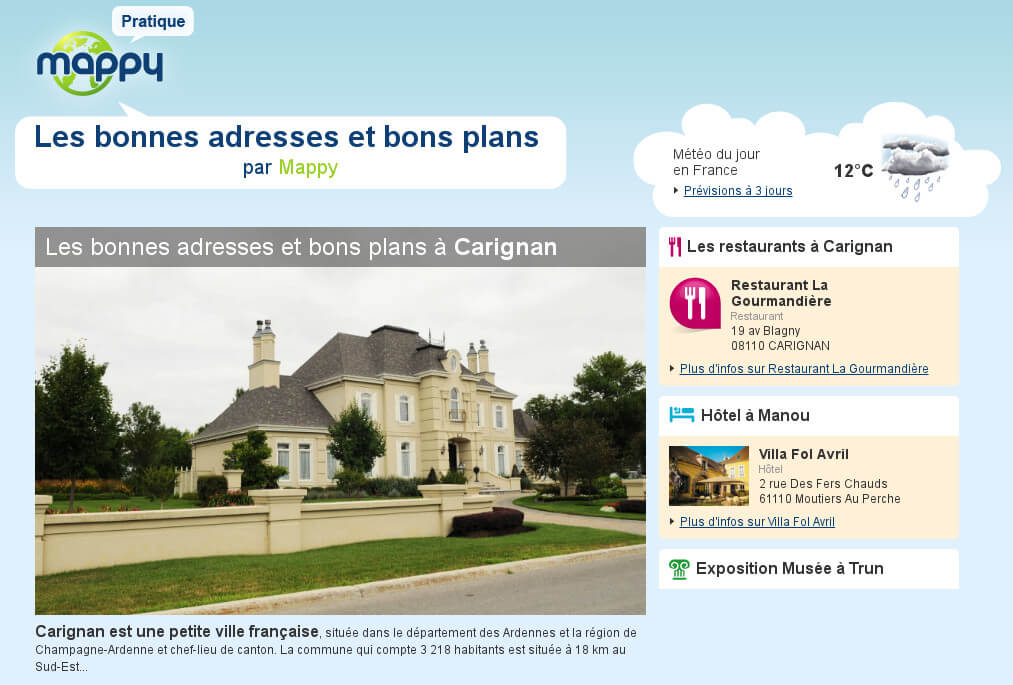 Pratique
mappy
Les bonnes adresses et bons plans
par Mappy
Météo du jour
en France
12°C
Prévisions à 3 jours
Les bonnes adresses et bons plans à Carignan
Carignan est une petite ville française, située dans le département des Ardennes et la région de
Champagne-Ardenne et chef-lieu de canton. La commune qui compte 3 218 habitants est située à 18 km au
Sud-Est...
Les restaurants à Carignan
Restaurant La
Gourmandière
Restaurant
19 av Blagny
08110 CARIGNAN
Plus d'infos sur Restaurant La Gourmandière
Hôtel à Manou
Villa Fol Avril
Hôtel
2 rue Des Fers Chauds
61110 Moutiers Au Perche
Plus d'infos sur Villa Fol Avril
Exposition Musée à Trun